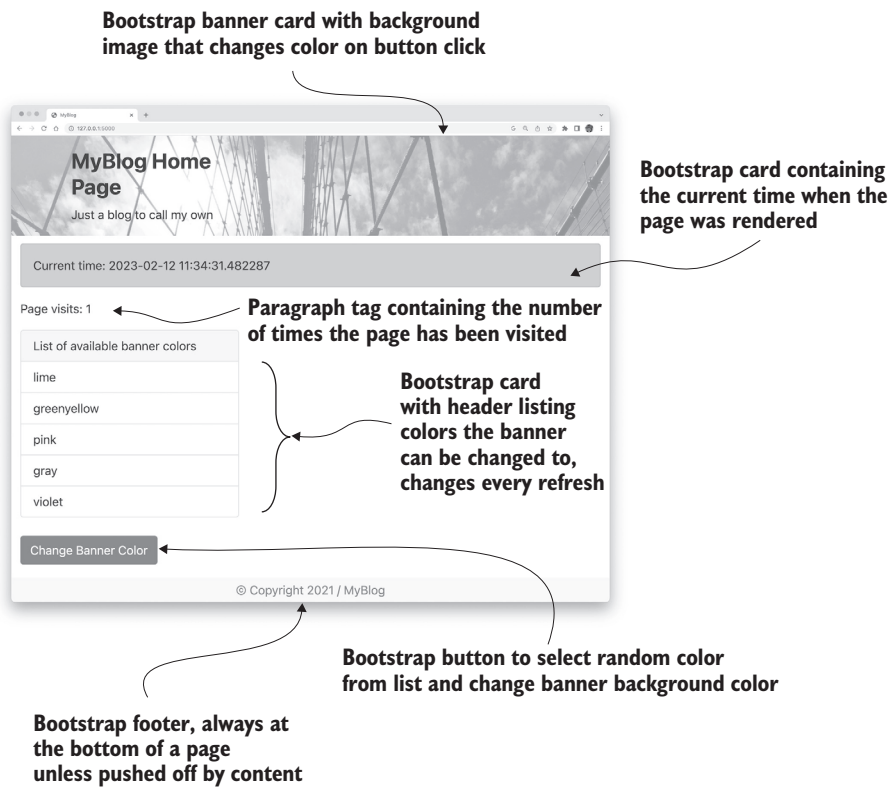 Bootstrap banner card with background
image that changes color on button click
MyBlog
127.0.0.1:5000
MyBlog Home
Page
Just a blog to call my own
Bootstrap card containing
the current time when the
page was rendered
Current time: 2023-02-12 11:34:31.482287
Page visits: 1
Paragraph tag containing the number
of times the page has been visited
List of available banner colors
lime
greenyellow
pink
gray
violet
Bootstrap card
with header listing
colors the banner
can be changed to,
changes every refresh
Change Banner Color
© Copyright 2021 / MyBlog
Bootstrap button to select random color
from list and change banner background color
Bootstrap footer, always at
the bottom of a page
unless pushed off by content